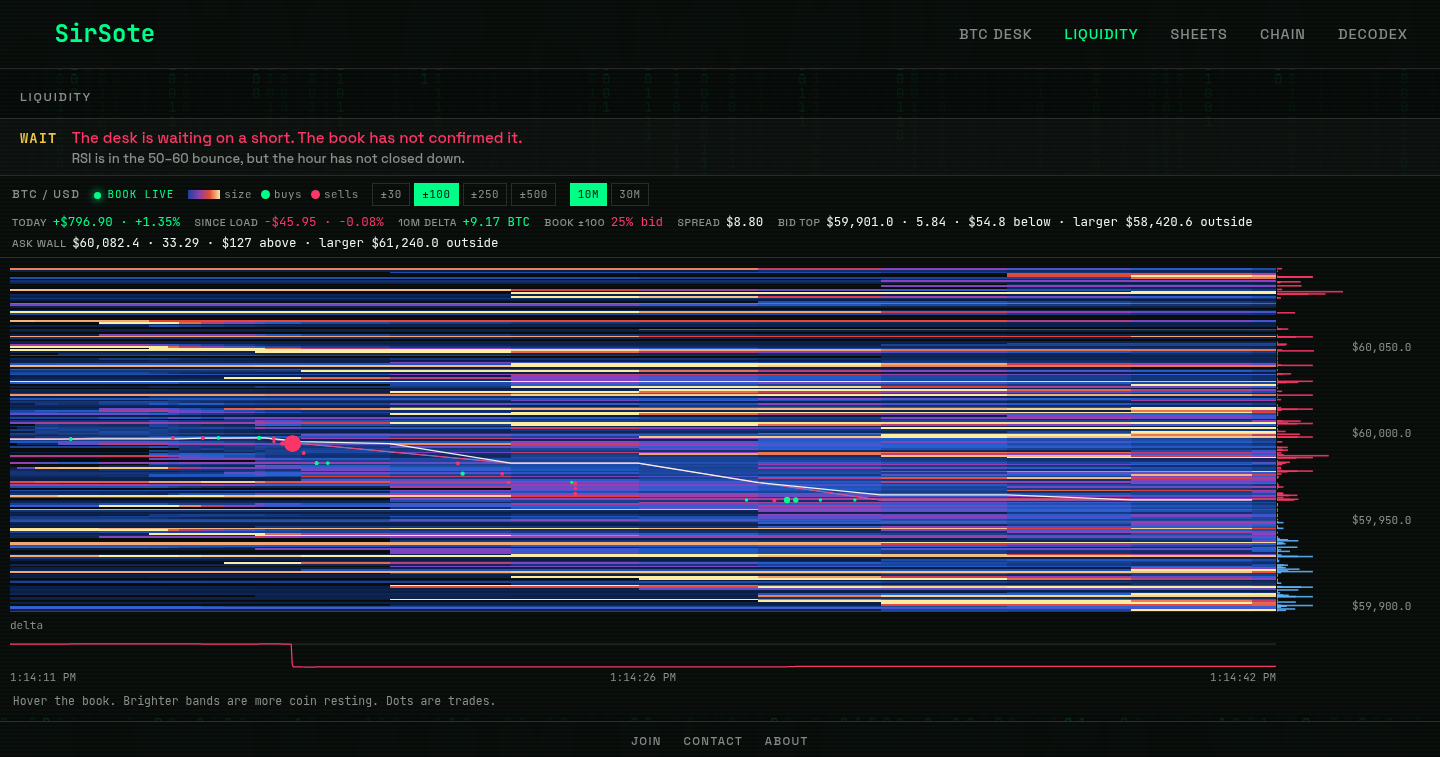 SirSote
BTC DESK LIQUIDITY SHEETS CHAIN DECODEX
LIQUIDITY
WAIT The desk is waiting on a short. The book has not confirmed it.
RSI is in the 50–60 bounce, but the hour has not closed down.
BTC / USD BOOK LIVE size buys sells ±30 ±100 ±250 ±500 10M 30M
TODAY +$796.90 · +1.35% SINCE LOAD -$45.95 · -0.08% 10M DELTA +9.17 BTC BOOK ±100 25% bid SPREAD $8.80 BID TOP $59,901.0 · 5.84 · $54.8 below · larger $58,420.6 outside
ASK WALL $60,082.4 · 33.29 · $127 above · larger $61,240.0 outside
$60,050.0
$60,000.0
$59,950.0
$59,900.0
delta
1:14:11 PM 1:14:26 PM 1:14:42 PM
Hover the book. Brighter bands are more coin resting. Dots are trades.
JOIN CONTACT ABOUT